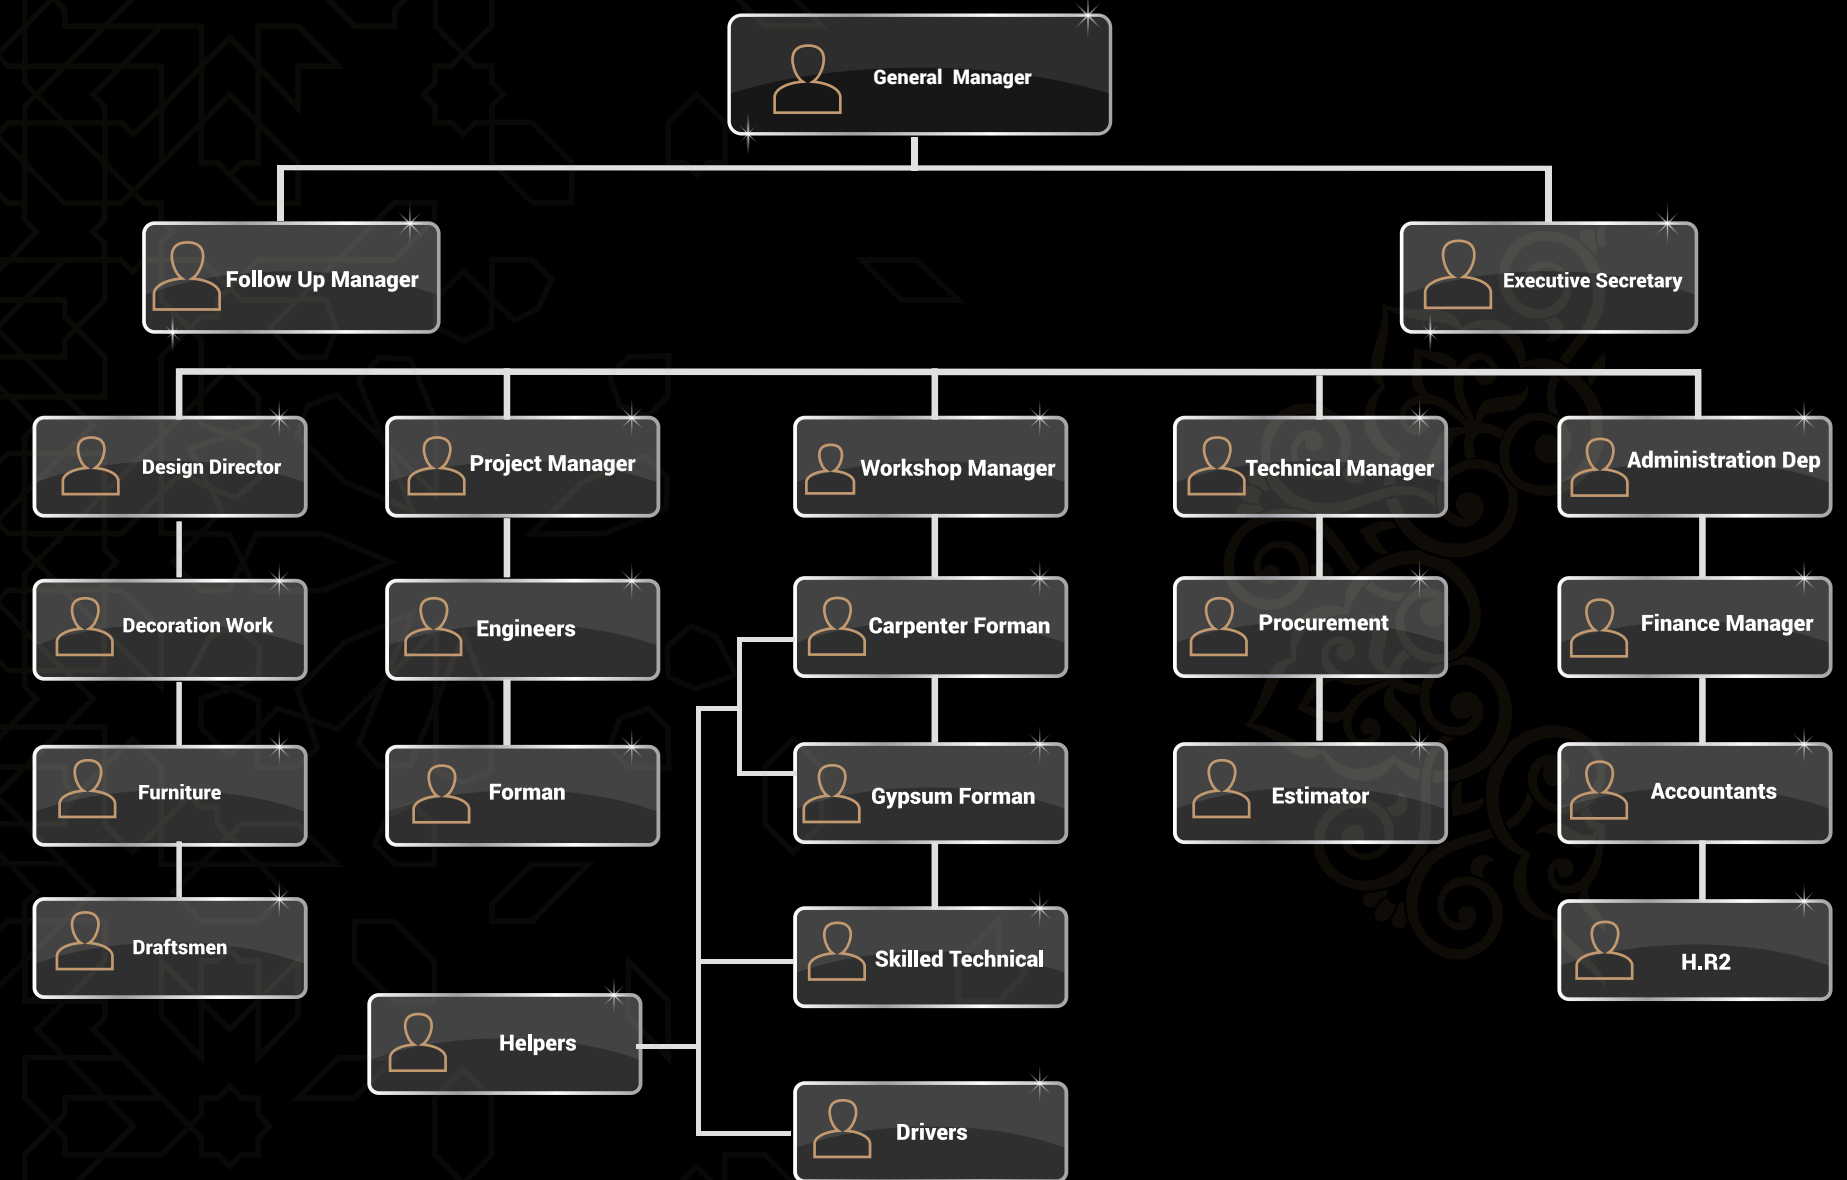 General Manager
Follow Up Manager
Executive Secretary
Design Director
Project Manager
Workshop Manager
Technical Manager
Administration Dep
Decoration Work
Engineers
Carpenter Forman
Procurement
Finance Manager
Furniture
Forman
Gypsum Forman
Estimator
Accountants
Draftsmen
Skilled Technical
H.R2
Helpers
Drivers